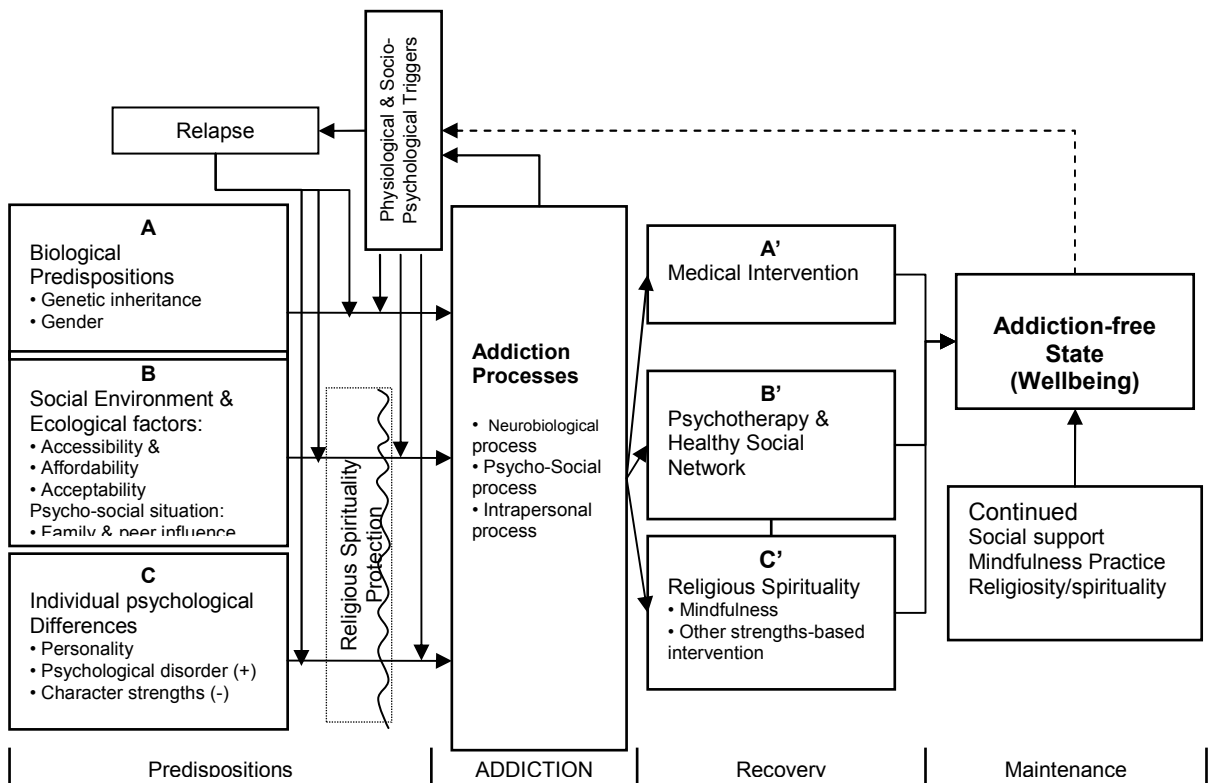 Relapse
Physiological & Socio-
Psychological Triggers
A
Biological
Predispositions
• Genetic inheritance
• Gender
B
Social Environment &
Ecological factors:
• Accessibility &
• Affordability
• Acceptability
Psycho-social situation:
• Family & peer influence
C
Individual psychological
Differences
• Personality
• Psychological disorder (+)
• Character strengths (-)
Religious Spirituality
Protection
Addiction
Processes
• Neurobiological
process
• Psycho-Social
process
• Intrapersonal
process
A’
Medical Intervention
B’
Psychotherapy &
Healthy Social
Network
C’
Religious Spirituality
• Mindfulness
• Other strengths-based
intervention
Addiction-free
State
(Wellbeing)
Continued
Social support
Mindfulness Practice
Religiosity/spirituality
Predispositions
ADDICTION
Recovery
Maintenance